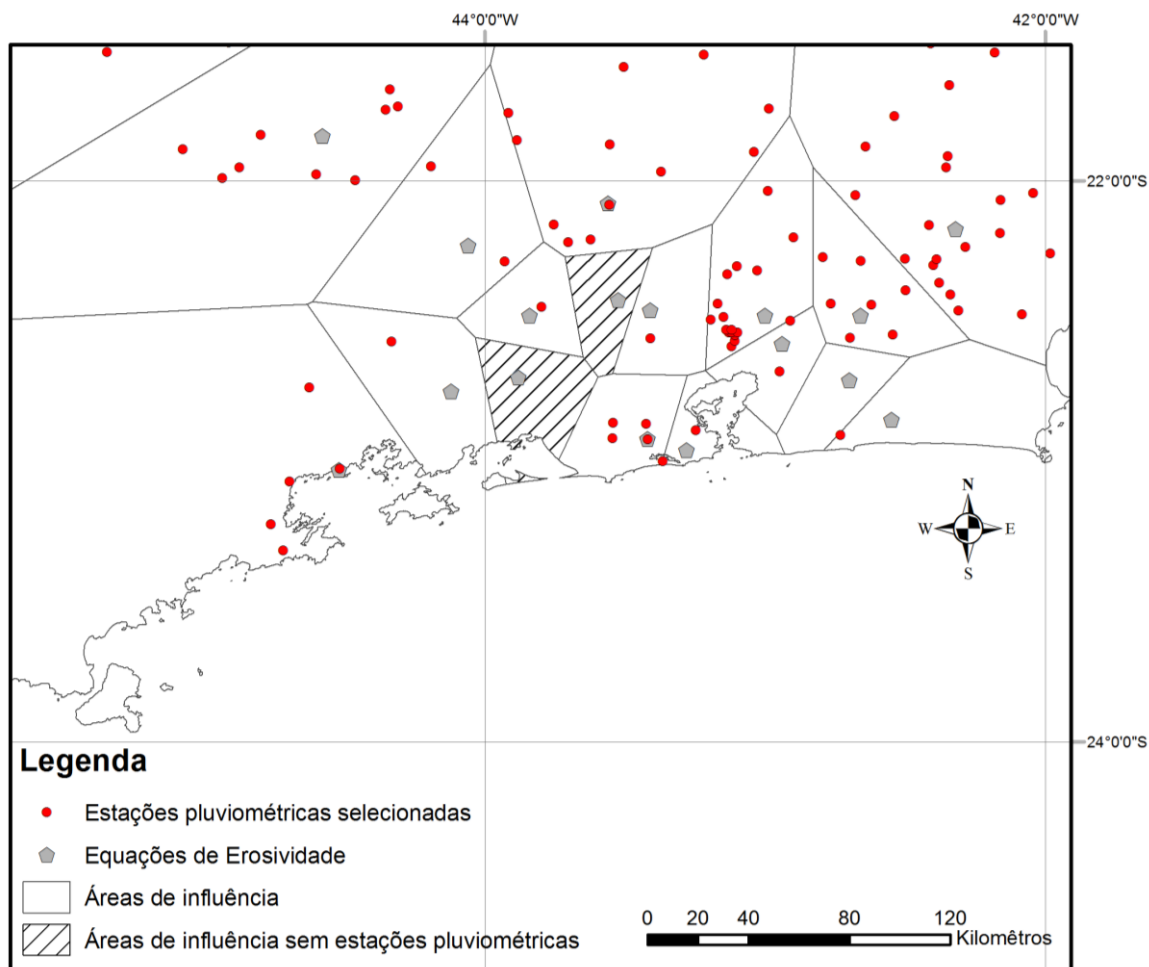 44°0'0"W
42°0'0"W
22°0'0"S
N
W
E
S
24°0'0"S
Legenda
Estações pluviométricas selecionadas
Equações de Erosividade
Áreas de influência
Áreas de influência sem estações pluviométricas
0 20 40 80 120
Kilomêtros